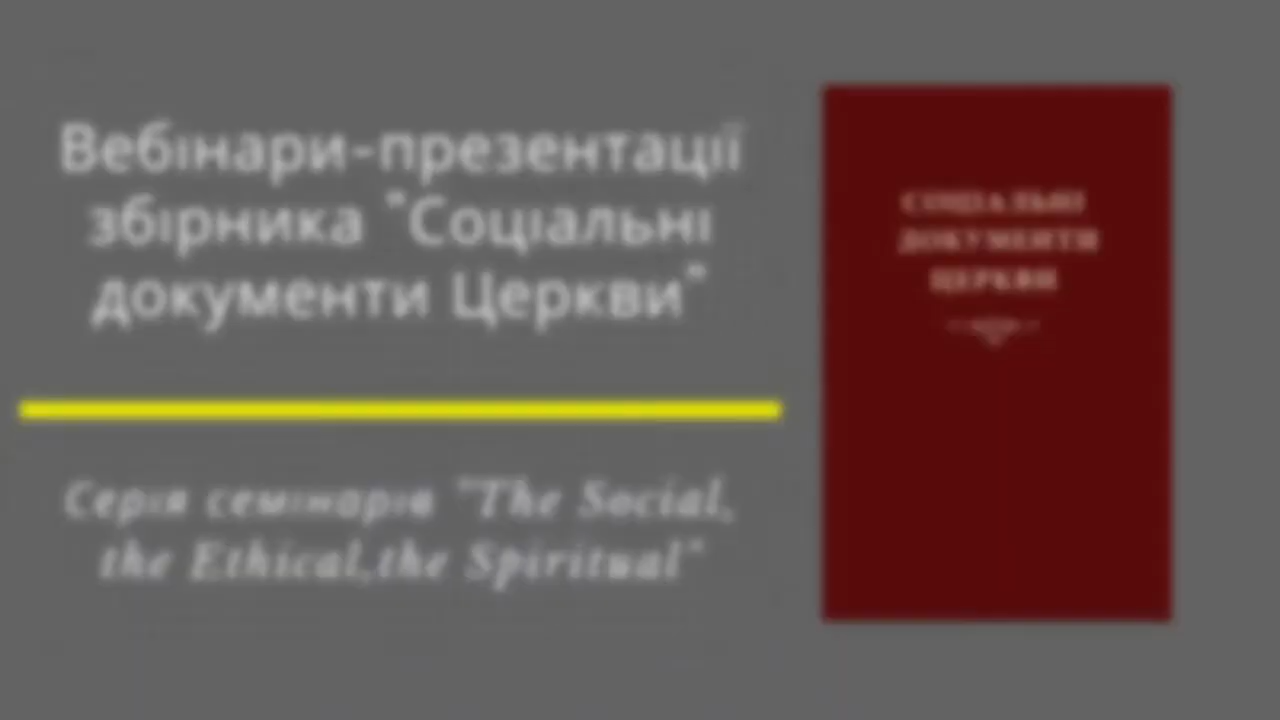 Вебінари-презентації
збірника "Соціальні
документи Церкви"
Серія семінарів "The Social,
the Ethical,the Spiritual"
СОЦІАЛЬНІ
ДОКУМЕНТИ
ЦЕРКВИ